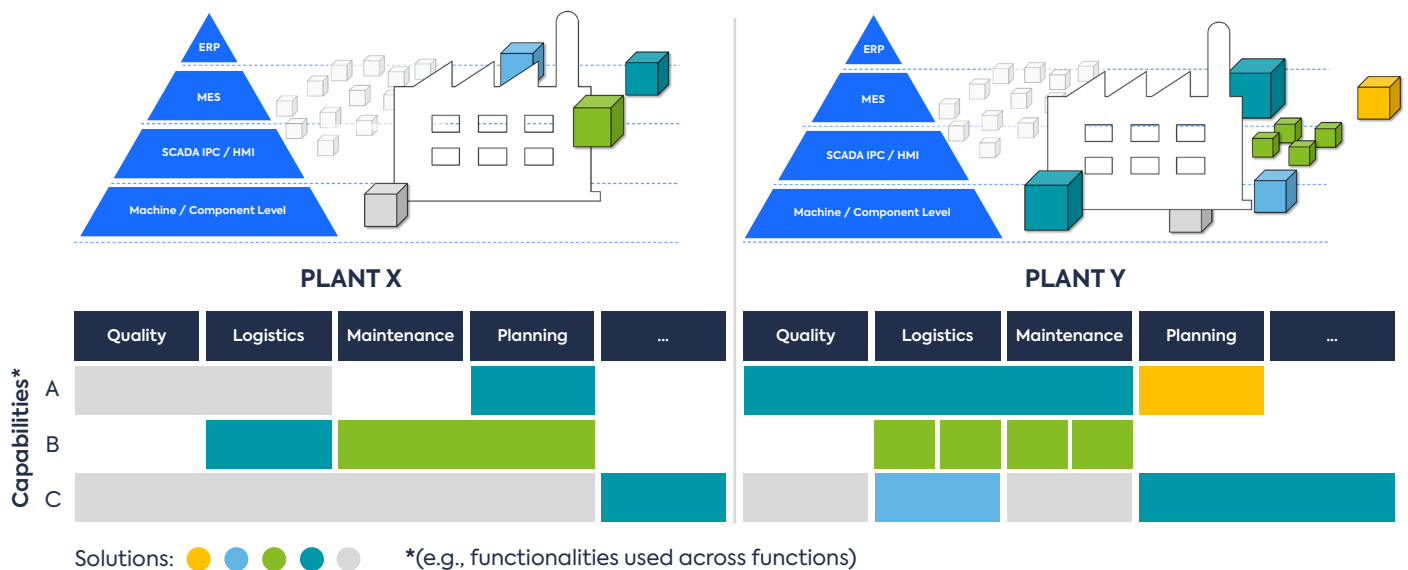 ERP
MES
SCADA IPC / HMI
Machine / Component Level
PLANT X
Quality Logistics Maintenance Planning ...
ERP
MES
SCADA IPC / HMI
Machine / Component Level
PLANT Y
Quality Logistics Maintenance Planning ...
Capabilities*
A
B
C
Solutions:
*(e.g., functionalities used across functions)